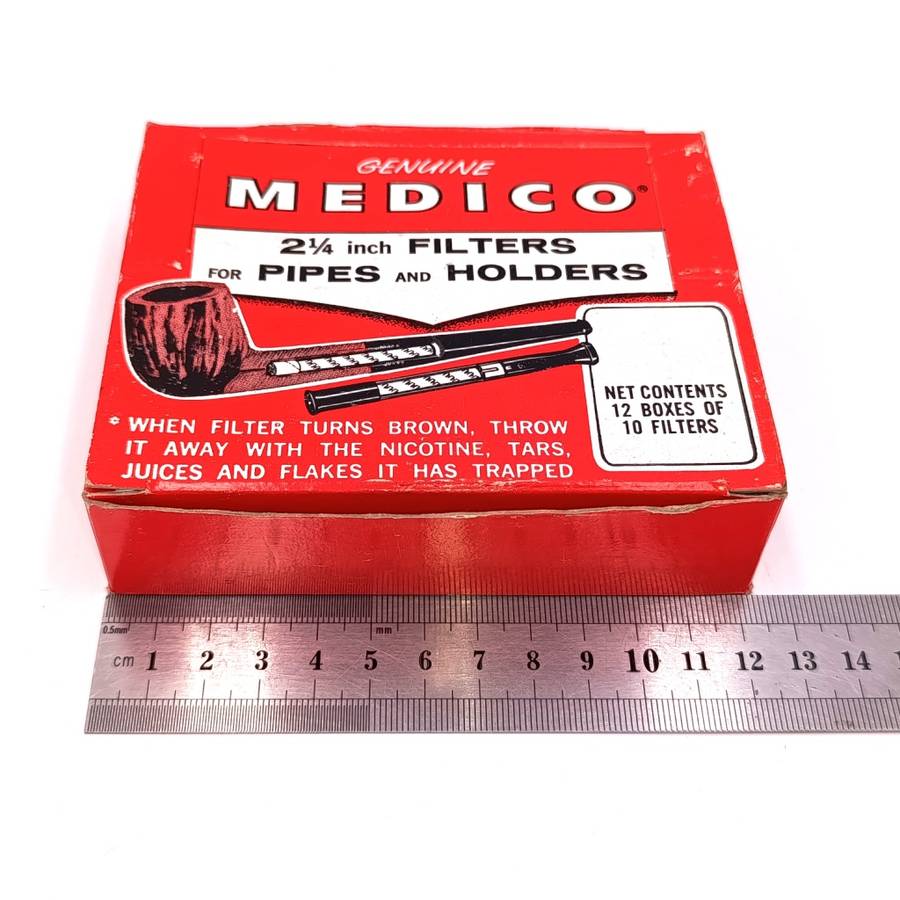 GENUINE
MEDICO®
2¼ inch FILTERS
FOR PIPES AND HOLDERS
NET CONTENTS
12 BOXES OF
10 FILTERS
* WHEN FILTER TURNS BROWN, THROW
IT AWAY WITH THE NICOTINE, TARS,
JUICES AND FLAKES IT HAS TRAPPED
0.5mm mm
cm 1 2 3 4 5 6 7 8 9 10 11 12 13 14